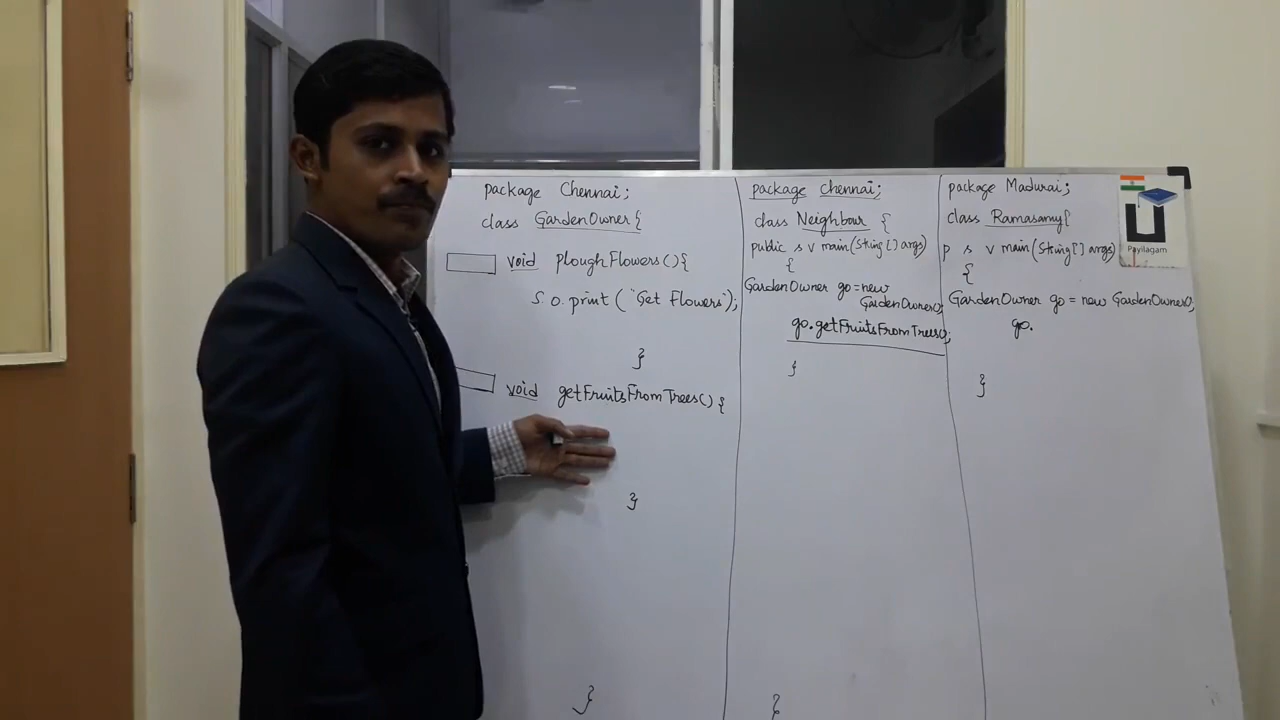 package Chennai;
class GardenOwner{
void ploughFlowers(){
S.O.print("Get Flowers");
}
void getFruitsFromTrees(){
}
}
package chennai;
class Neighbour {
public s v main(String[] args)
{
GardenOwner go=new
GardenOwner();
go.getFruitsFromTrees();
}
}
package Madurai;
class Ramasamy{
p s v main(String[] args)
{
GardenOwner go = new GardenOwner();
go.
}
Payilagam